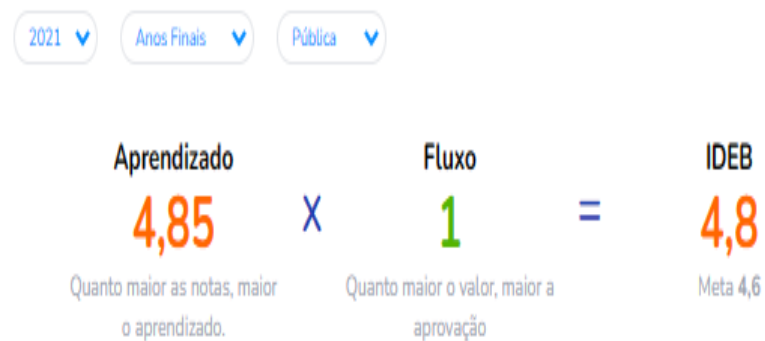 2021 Anos Finais Pública
Aprendizado Fluxo IDEB
4,85 X 1 = 4,8
Quanto maior as notas, maior Quanto maior o valor, maior a Meta 4,6
o aprendizado. aprovação